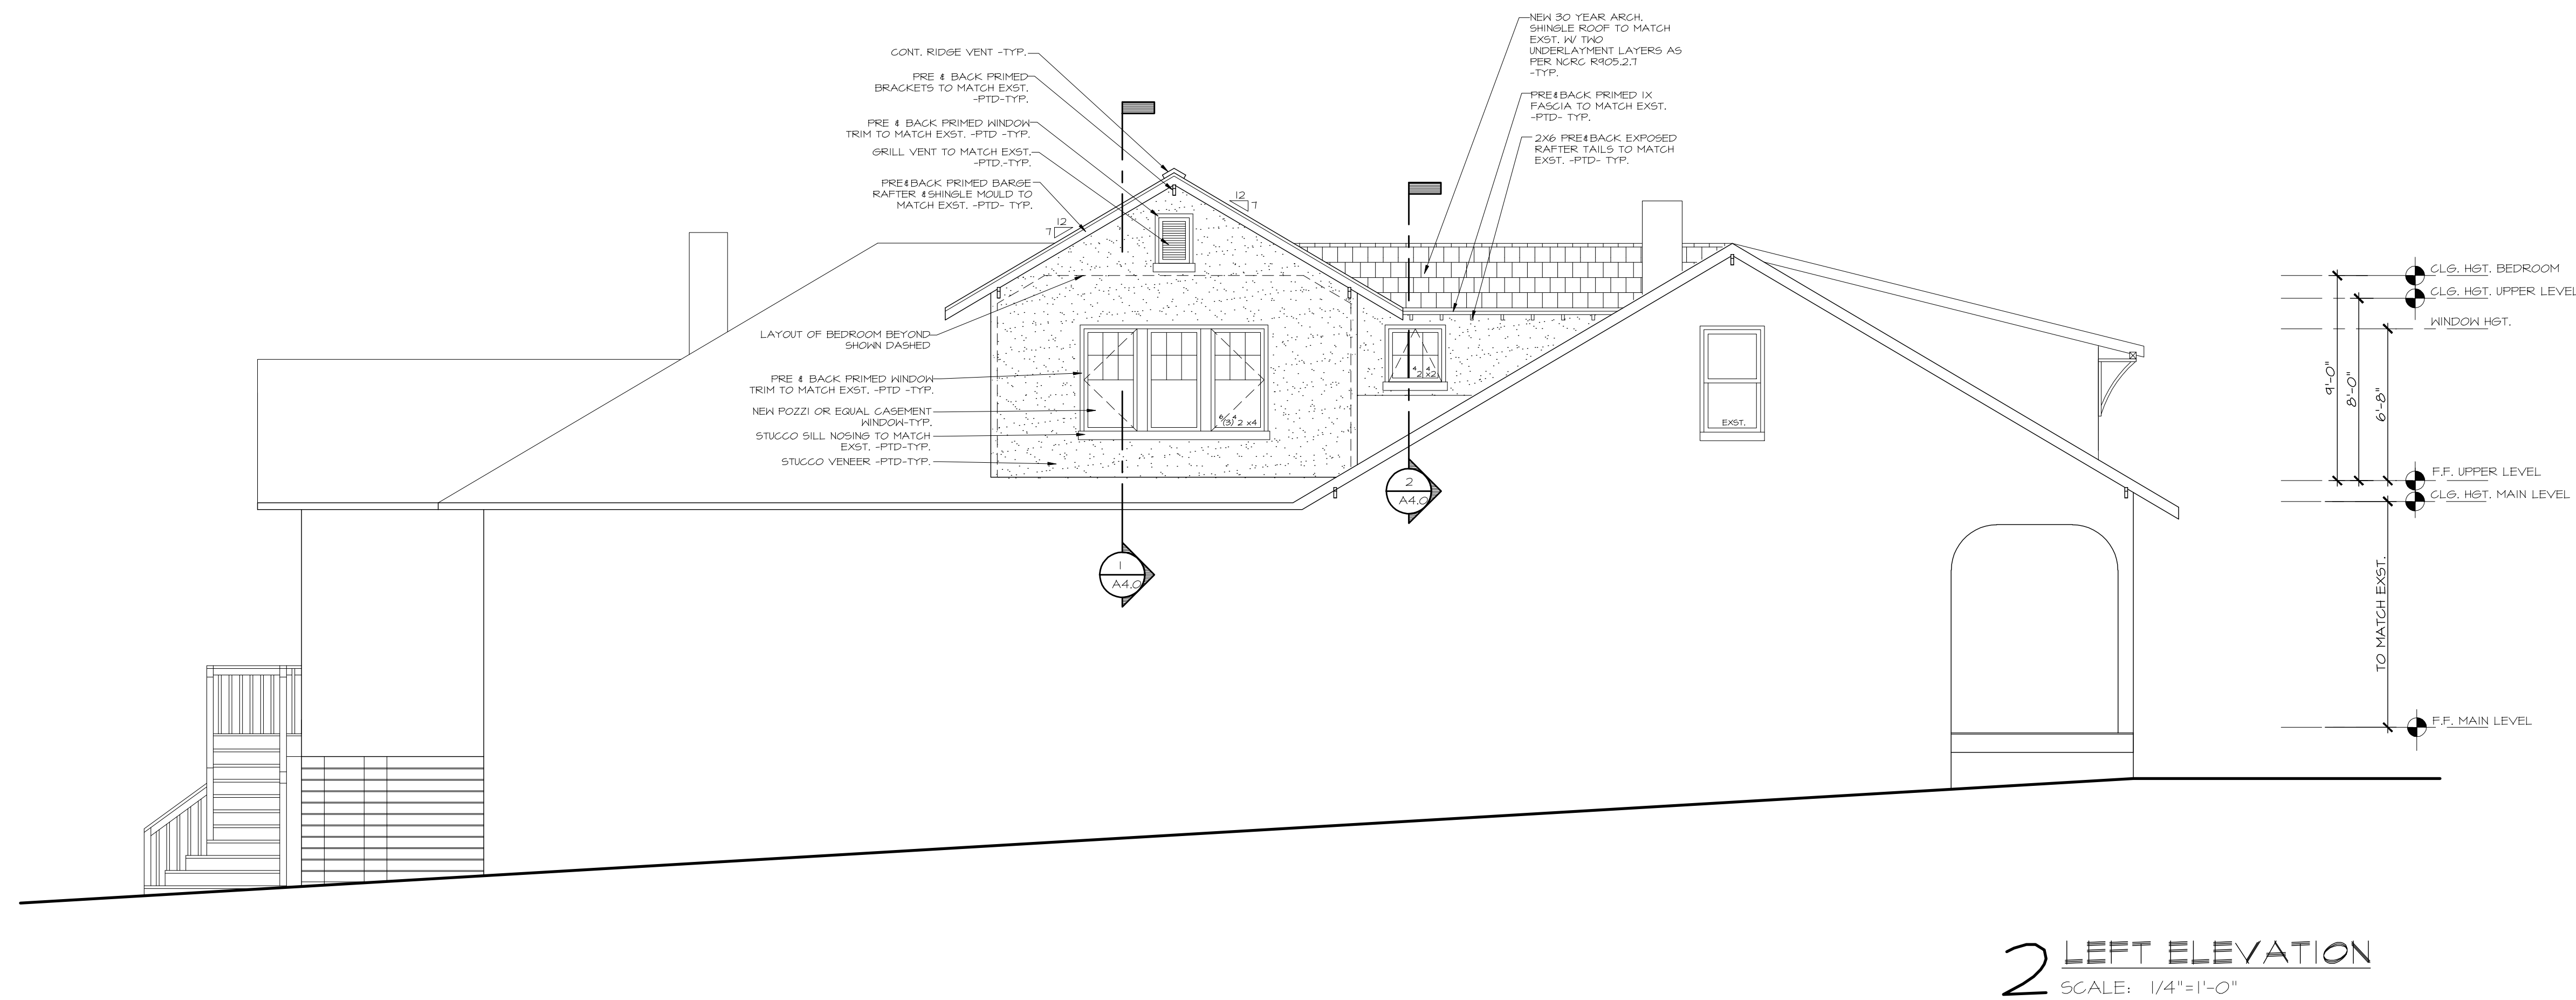 CONT. RIDGE VENT -TYP.
PRE & BACK PRIMED
BRACKETS TO MATCH EXST.
-PTD-TYP.
PRE & BACK PRIMED WINDOW
TRIM TO MATCH EXST. -PTD -TYP.
GRILL VENT TO MATCH EXST.
-PTD.-TYP.
PRE&BACK PRIMED BARGE
RAFTER &SHINGLE MOULD TO
MATCH EXST. -PTD- TYP.
12
7
12
7
NEW 30 YEAR ARCH.
SHINGLE ROOF TO MATCH
EXST. W/ TWO
UNDERLAYMENT LAYERS AS
PER NCRC R905.2.7
-TYP.
PRE&BACK PRIMED 1X
FASCIA TO MATCH EXST.
-PTD- TYP.
2X6 PRE&BACK EXPOSED
RAFTER TAILS TO MATCH
EXST. -PTD- TYP.
LAYOUT OF BEDROOM BEYOND
SHOWN DASHED
PRE & BACK PRIMED WINDOW
TRIM TO MATCH EXST. -PTD -TYP.
NEW POZZI OR EQUAL CASEMENT
WINDOW-TYP.
STUCCO SILL NOSING TO MATCH
EXST. -PTD-TYP.
STUCCO VENEER -PTD-TYP.
6 4
(3) 2 x4
4 4
2 x2
EXST.
1
A4.0
2
A4.0
CLG. HGT. BEDROOM
CLG. HGT. UPPER LEVEL
WINDOW HGT.
9'-0"
8'-0"
6'-8"
F.F. UPPER LEVEL
CLG. HGT. MAIN LEVEL
TO MATCH EXST.
F.F. MAIN LEVEL
2 LEFT ELEVATION
SCALE: 1/4"=1'-0"